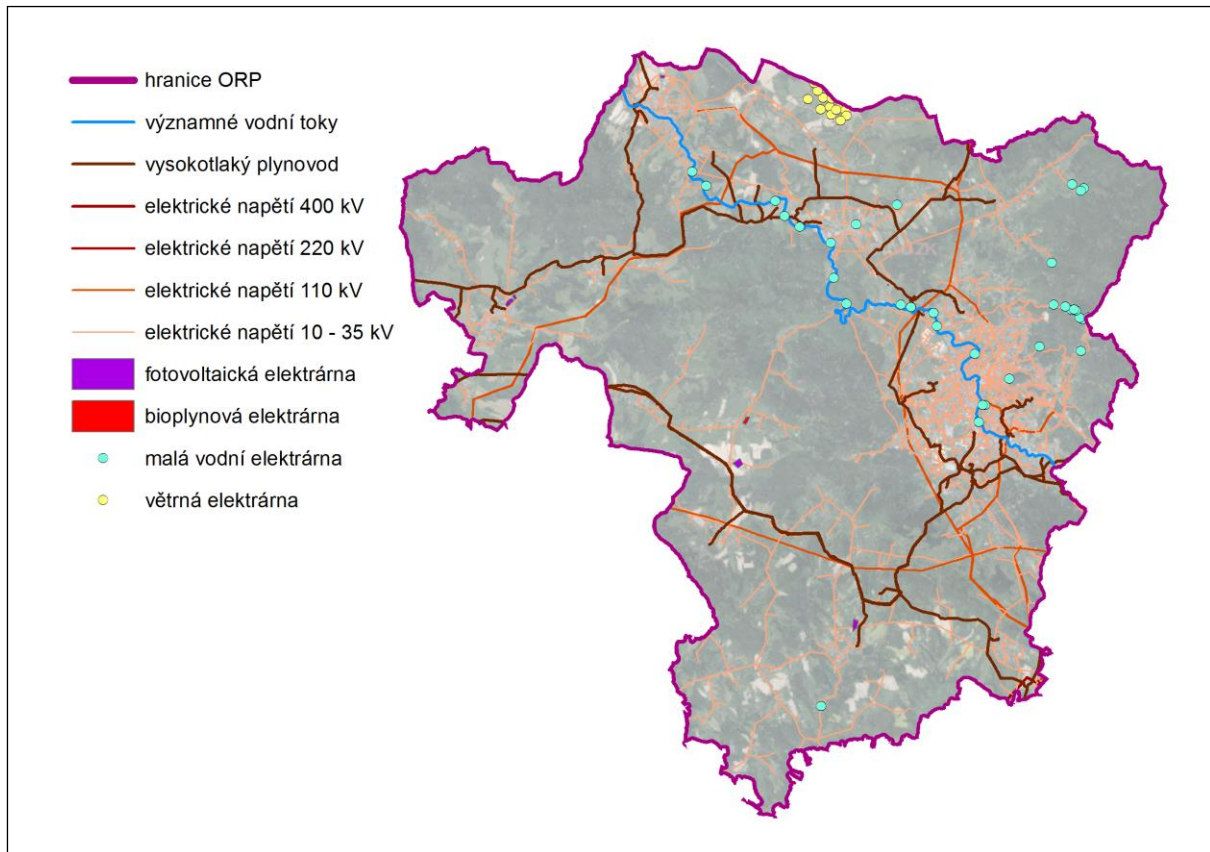 hranice ORP
významné vodní toky
vysokotlaký plynovod
elektrické napětí 400 kV
elektrické napětí 220 kV
elektrické napětí 110 kV
elektrické napětí 10 - 35 kV
fotovoltaická elektrárna
bioplynová elektrárna
malá vodní elektrárna
větrná elektrárna